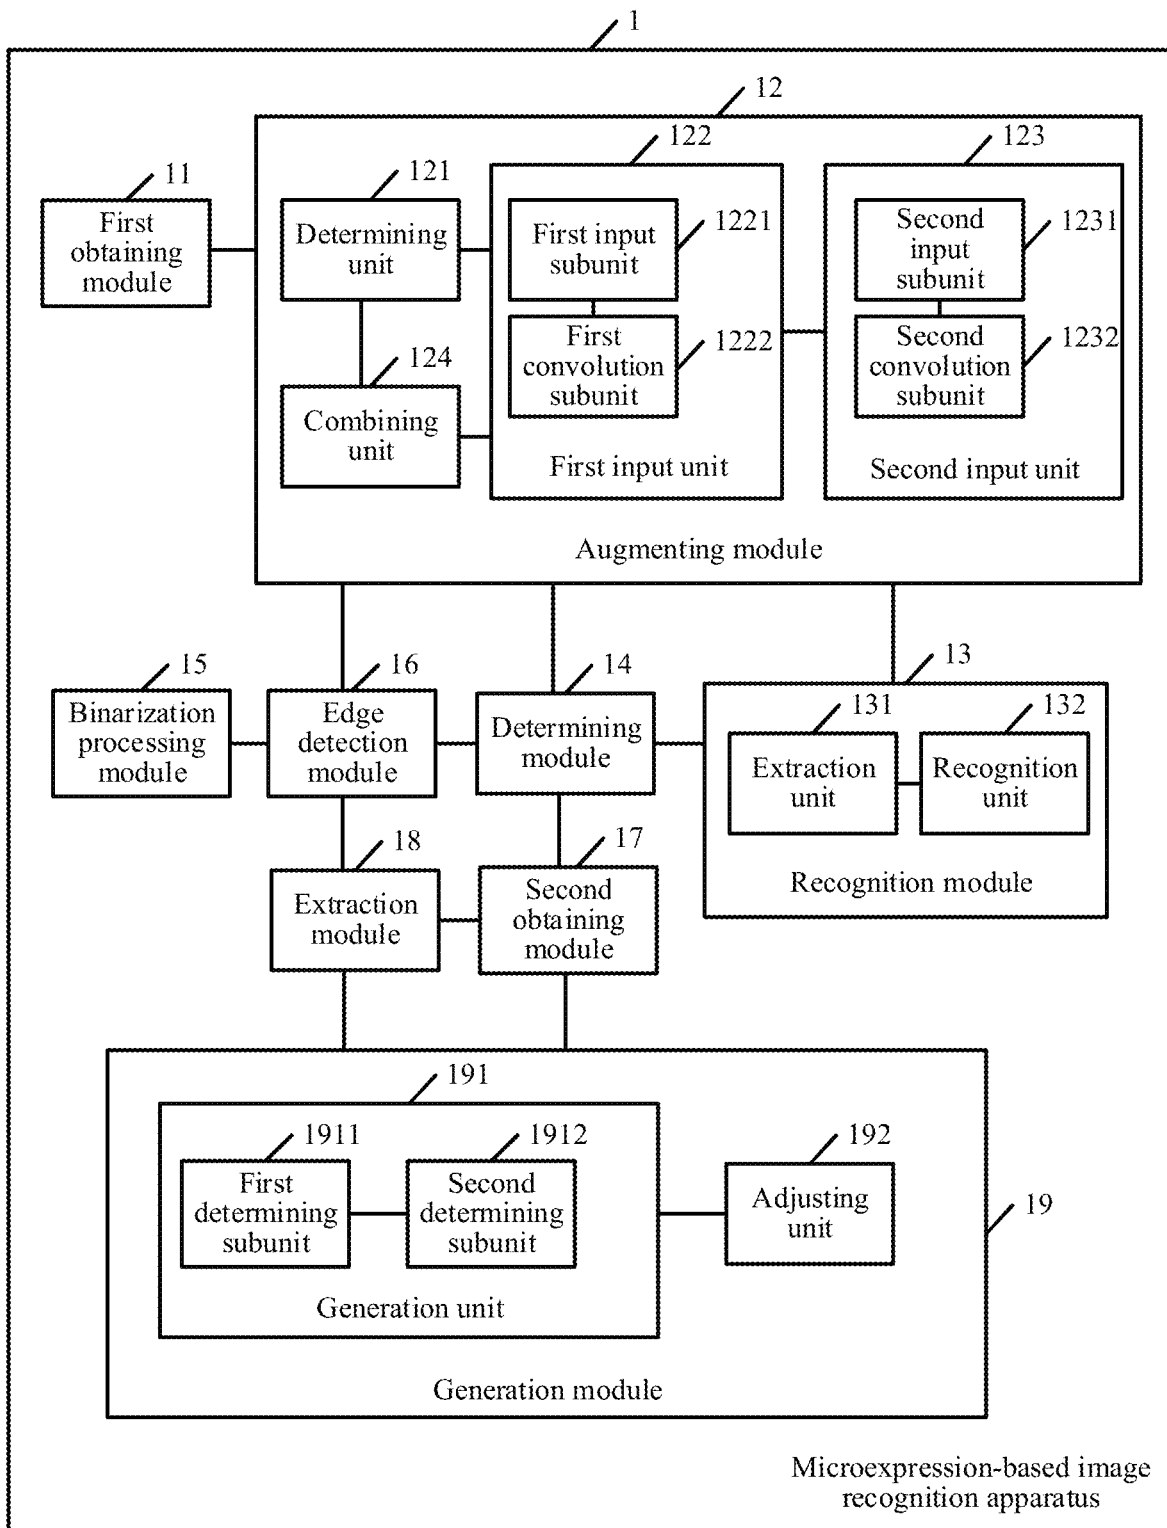 1
12
122
123
121
11
First
obtaining
module
Determining
unit
First input
subunit
1221
Second
input
subunit
1231
124
Combining
unit
First
convolution
subunit
1222
Second
convolution
subunit
1232
First input unit
Second input unit
Augmenting module
15
16
14
13
Binarization
processing
module
Edge
detection
module
Determining
module
131
132
Extraction
unit
Recognition
unit
18
17
Extraction
module
Second
obtaining
module
Recognition module
191
1911
1912
192
First
determining
subunit
Second
determining
subunit
Adjusting
unit
19
Generation unit
Generation module
Microexpression-based image
recognition apparatus